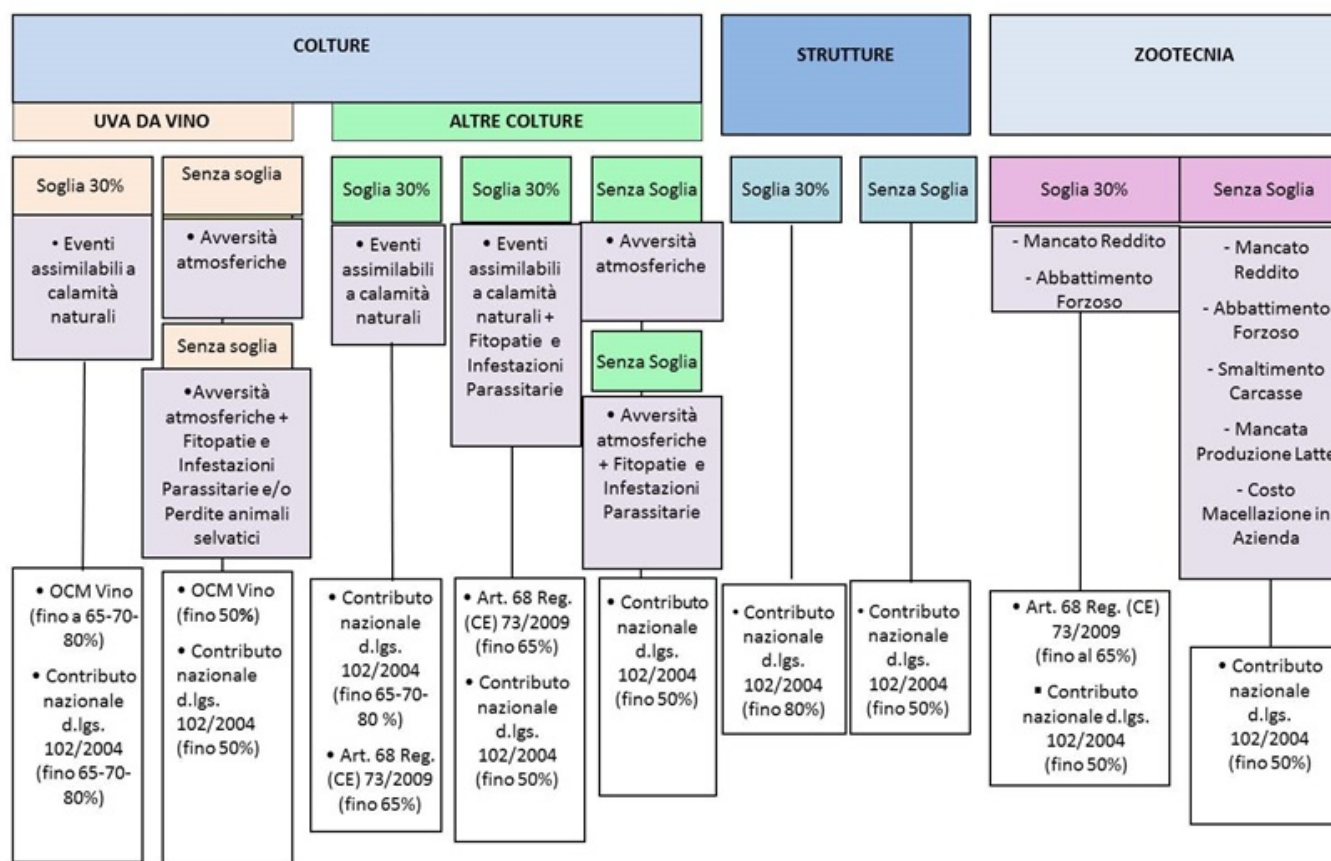 COLTURE
STRUTTURE
ZOOTECNIA
UVA DA VINO
ALTRE COLTURE
Soglia 30%
• Eventi
assimilabili a
calamità
naturali
• OCM Vino
(fino a 65-70-
80%)
• Contributo
nazionale
d.lgs.
102/2004
(fino 65-70-
80%)
Senza soglia
• Avversità
atmosferiche
Senza soglia
•Avversità
atmosferiche +
Fitopatie e
Infestazioni
Parassitarie e/o
Perdite animali
selvatici
• OCM Vino
(fino 50%)
• Contributo
nazionale
d.lgs.
102/2004
(fino 50%)
Soglia 30%
• Eventi
assimilabili
a calamità
naturali
• Contributo
nazionale
d.lgs.
102/2004
(fino 65-70-
80 %)
• Art. 68 Reg.
(CE) 73/2009
(fino 65%)
Soglia 30%
• Eventi
assimilabili
a calamità
naturali +
Fitopatie e
Infestazioni
Parassitarie
• Art. 68 Reg.
(CE) 73/2009
(fino 65%)
• Contributo
nazionale
d.lgs.
102/2004
(fino 50%)
Senza Soglia
• Avversità
atmosferiche
Senza Soglia
• Avversità
atmosferiche
+ Fitopatie e
Infestazioni
Parassitarie
• Contributo
nazionale
d.lgs.
102/2004
(fino 50%)
Soglia 30%
• Contributo
nazionale
d.lgs.
102/2004
(fino 80%)
Senza Soglia
• Contributo
nazionale
d.lgs.
102/2004
(fino 50%)
Soglia 30%
- Mancato Reddito
- Abbattimento
Forzoso
• Art. 68 Reg. (CE)
73/2009
(fino al 65%)
▪ Contributo
nazionale d.lgs.
102/2004
(fino 50%)
Senza Soglia
- Mancato
Reddito
- Abbattimento
Forzoso
- Smaltimento
Carcasse
- Mancata
Produzione Latte
- Costo
Macellazione in
Azienda
• Contributo
nazionale
d.lgs.
102/2004
(fino 50%)